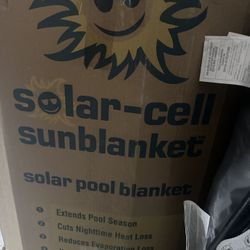 solar-cell
sunblanket
solar pool blanket
Extends Pool Season
Cuts Nighttime Heat Loss
Reduces Evaporation Loss